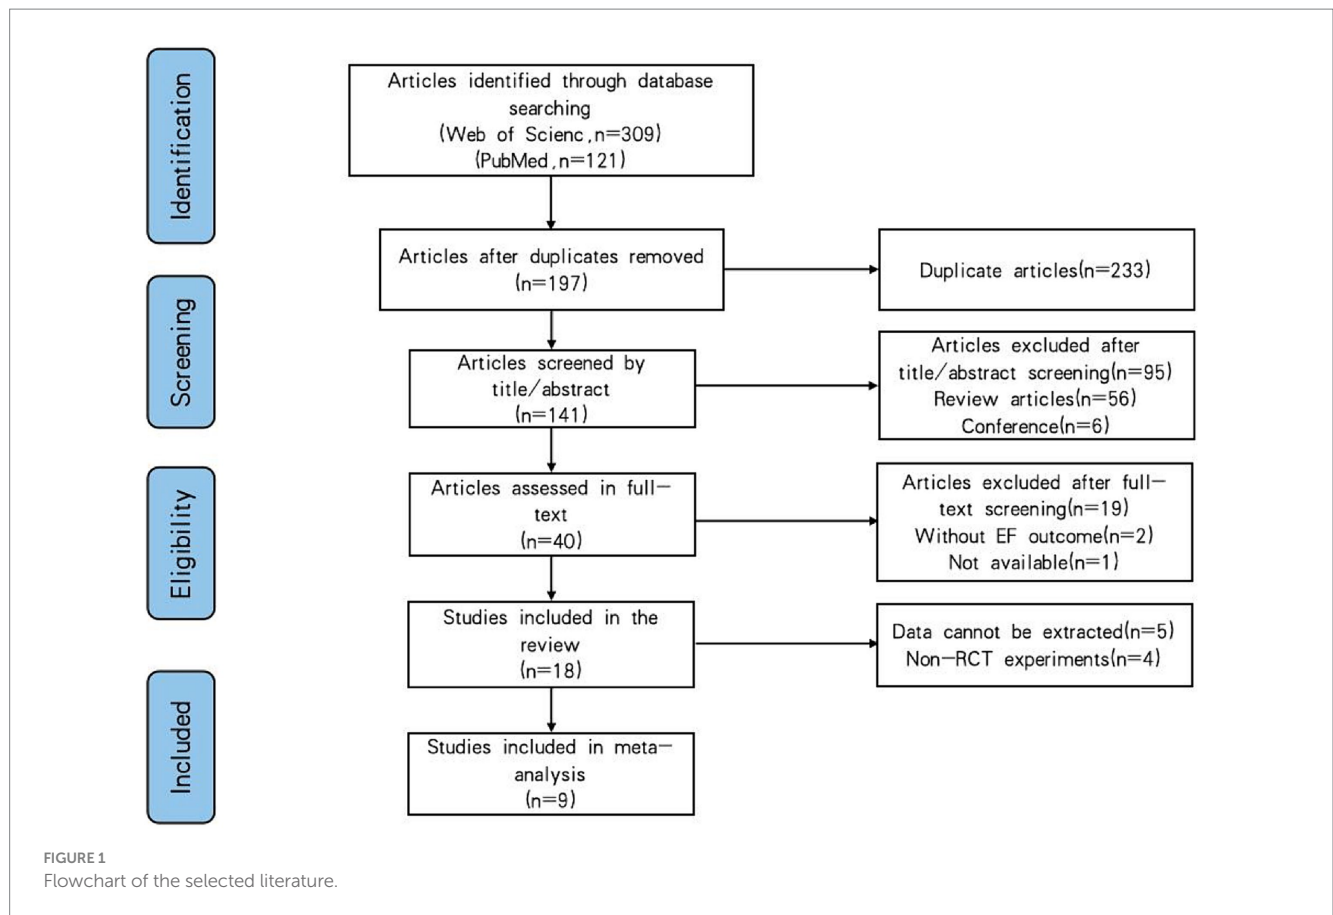 Identification
Articles identified through database
searching
(Web of Scienc,n=309)
(PubMed,n=121)
Articles after duplicates removed
(n=197)
Duplicate articles(n=233)
Screening
Articles screened by
title/abstract
(n=141)
Articles excluded after
title/abstract screening(n=95)
Review articles(n=56)
Conference(n=6)
Eligibility
Articles assessed in full-
text
(n=40)
Articles excluded after full-
text screening(n=19)
Without EF outcome(n=2)
Not available(n=1)
Studies included in the
review
(n=18)
Data cannot be extracted(n=5)
Non-RCT experiments(n=4)
Included
Studies included in meta-
analysis
(n=9)
FIGURE 1
Flowchart of the selected literature.